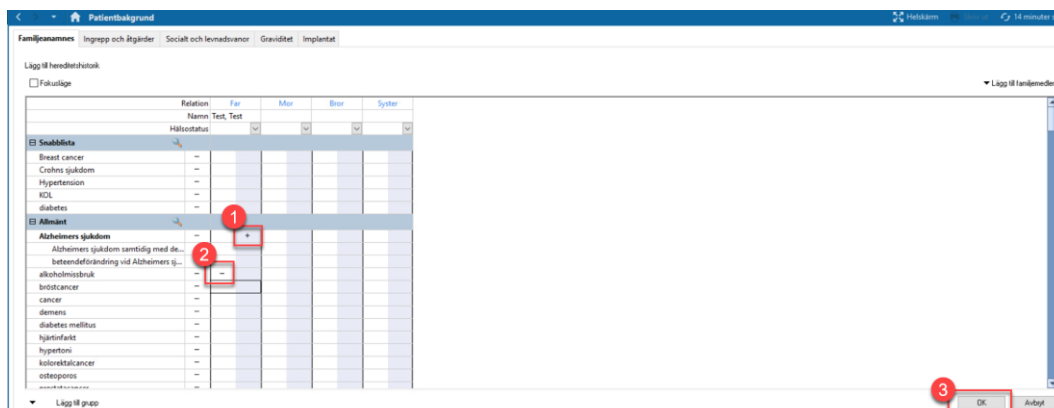 Patientbakgrund
Helskärm
14 minuter s
Familjeanamnes Ingrepp och åtgärder Socialt och levnadsvanor Graviditet Implantat
Lägg till hereditetshistorik
Fokusläge
Lägg till familjemedlem
Relation Far Mor Bror Syster
Namn Test, Test
Hälsostatus
Snabblista
Breast cancer –
Crohns sjukdom –
Hypertension –
KOL –
diabetes –
Allmänt
1
Alzheimers sjukdom – +
Alzheimers sjukdom samtidig med de...
2
beteendeförändring vid Alzheimers sj...
alkoholmissbruk – –
bröstcancer –
cancer –
demens –
diabetes mellitus –
hjärtinfarkt –
hypertoni –
kolorektalcancer –
osteoporos –
3
Lägg till grupp
OK Avbryt